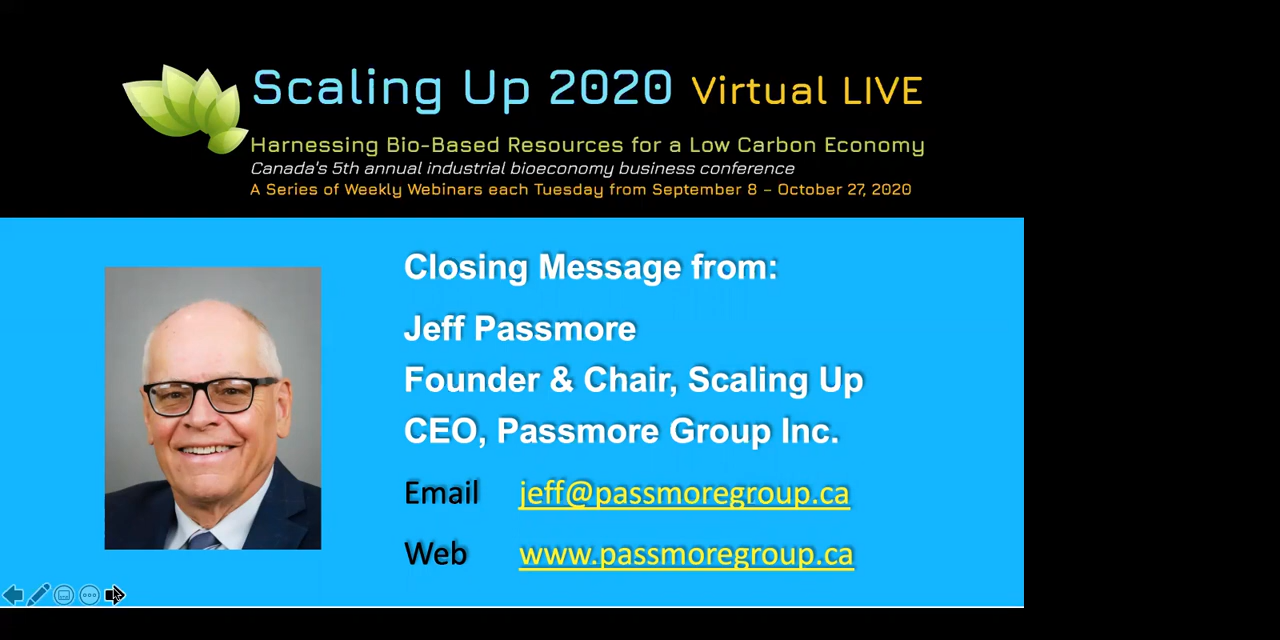 Scaling Up 2020 Virtual LIVE
Harnessing Bio-Based Resources for a Low Carbon Economy
Canada's 5th annual industrial bioeconomy business conference
A Series of Weekly Webinars each Tuesday from September 8 – October 27, 2020
Closing Message from:
Jeff Passmore
Founder & Chair, Scaling Up
CEO, Passmore Group Inc.
Email jeff@passmoregroup.ca
Web www.passmoregroup.ca